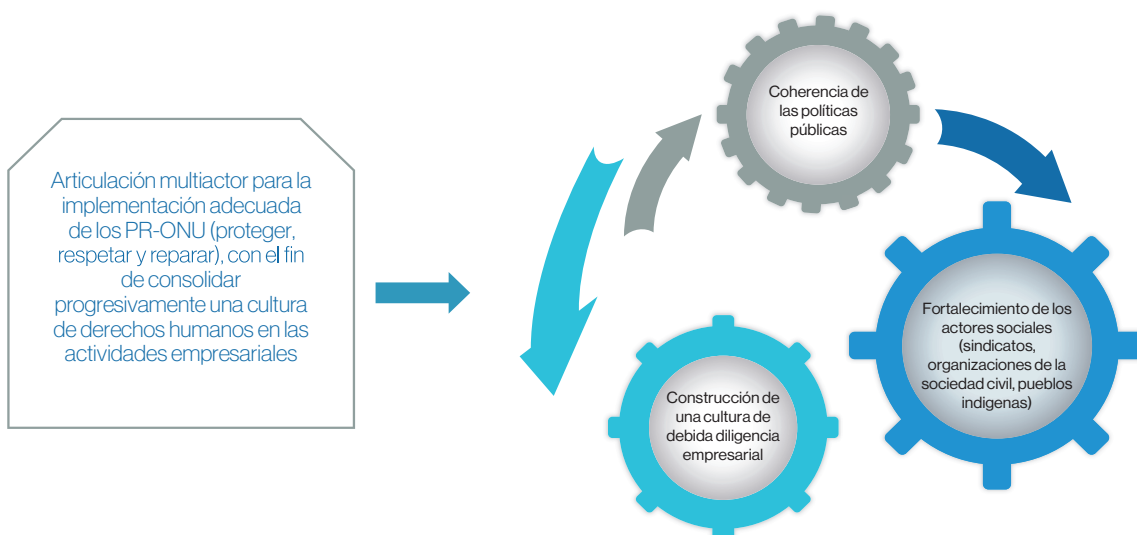 Articulación multiactor para la
implementación adecuada
de los PR-ONU (proteger,
respetar y reparar), con el fin
de consolidar
progresivamente una cultura
de derechos humanos en las
actividades empresariales
Coherencia de
las políticas
públicas
Fortalecimiento de los
actores sociales
(sindicatos,
organizaciones de la
sociedad civil, pueblos
indigenas)
Construcción de
una cultura de
debida diligencia
empresarial